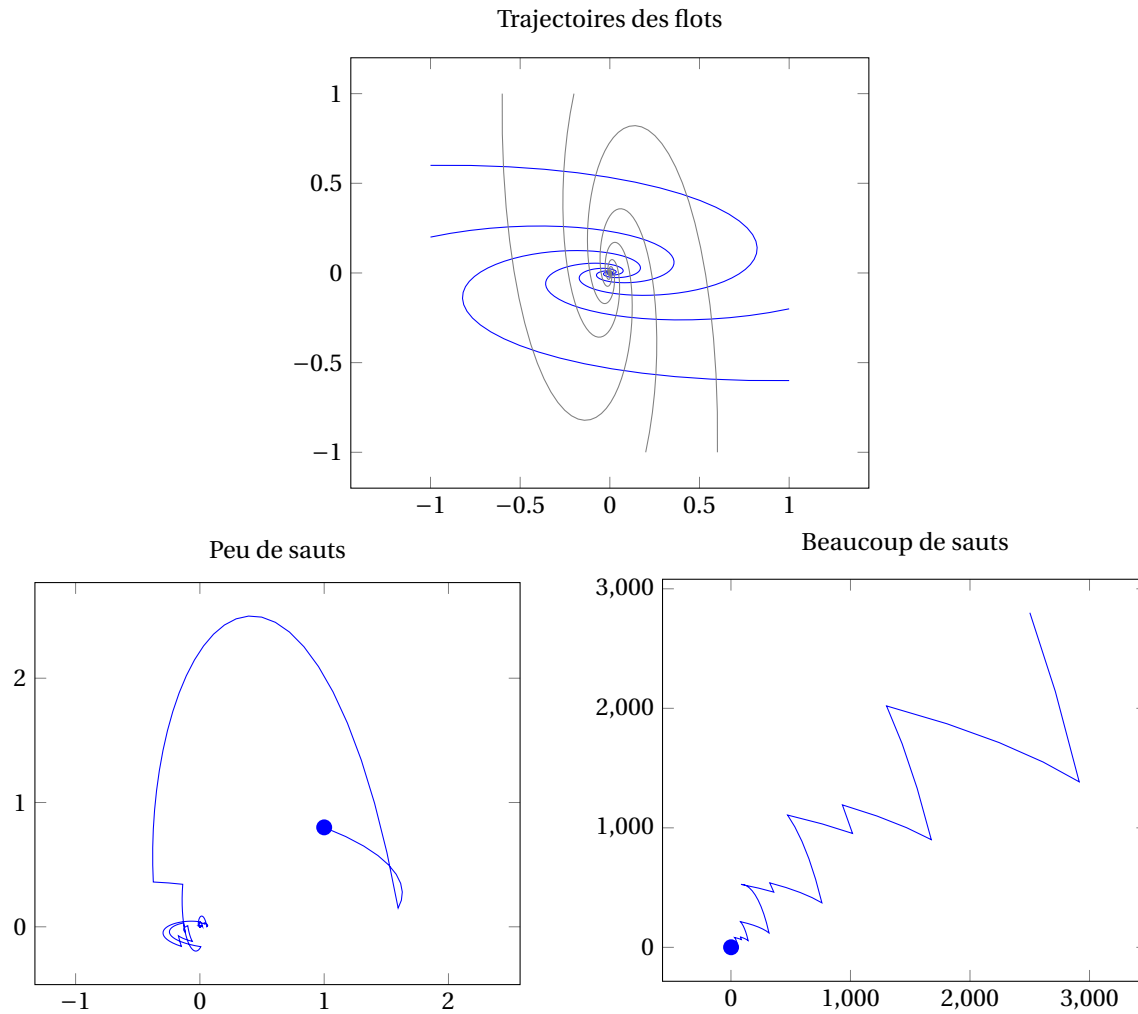 Trajectoires des flots
1
0.5
0
−0.5
−1
−1 −0.5 0 0.5 1
Peu de sauts
2
1
0
−1 0 1 2
Beaucoup de sauts
3,000
2,000
1,000
0
0 1,000 2,000 3,000